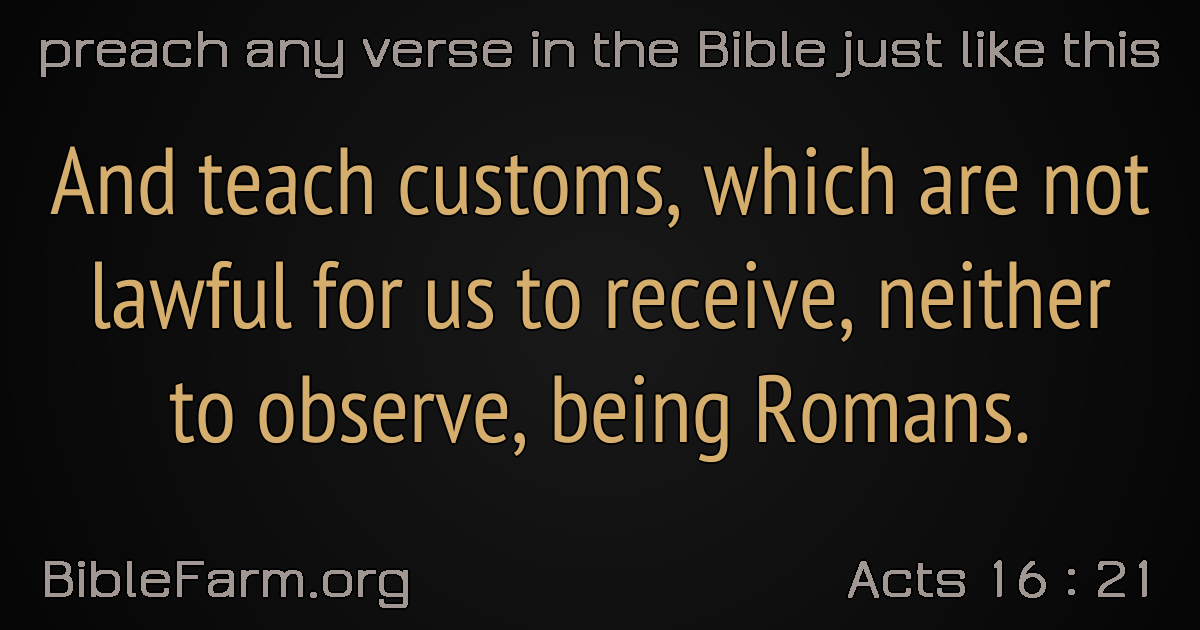 preach any verse in the Bible just like this
And teach customs, which are not
lawful for us to receive, neither
to observe, being Romans.
BibleFarm.org
Acts 16 : 21